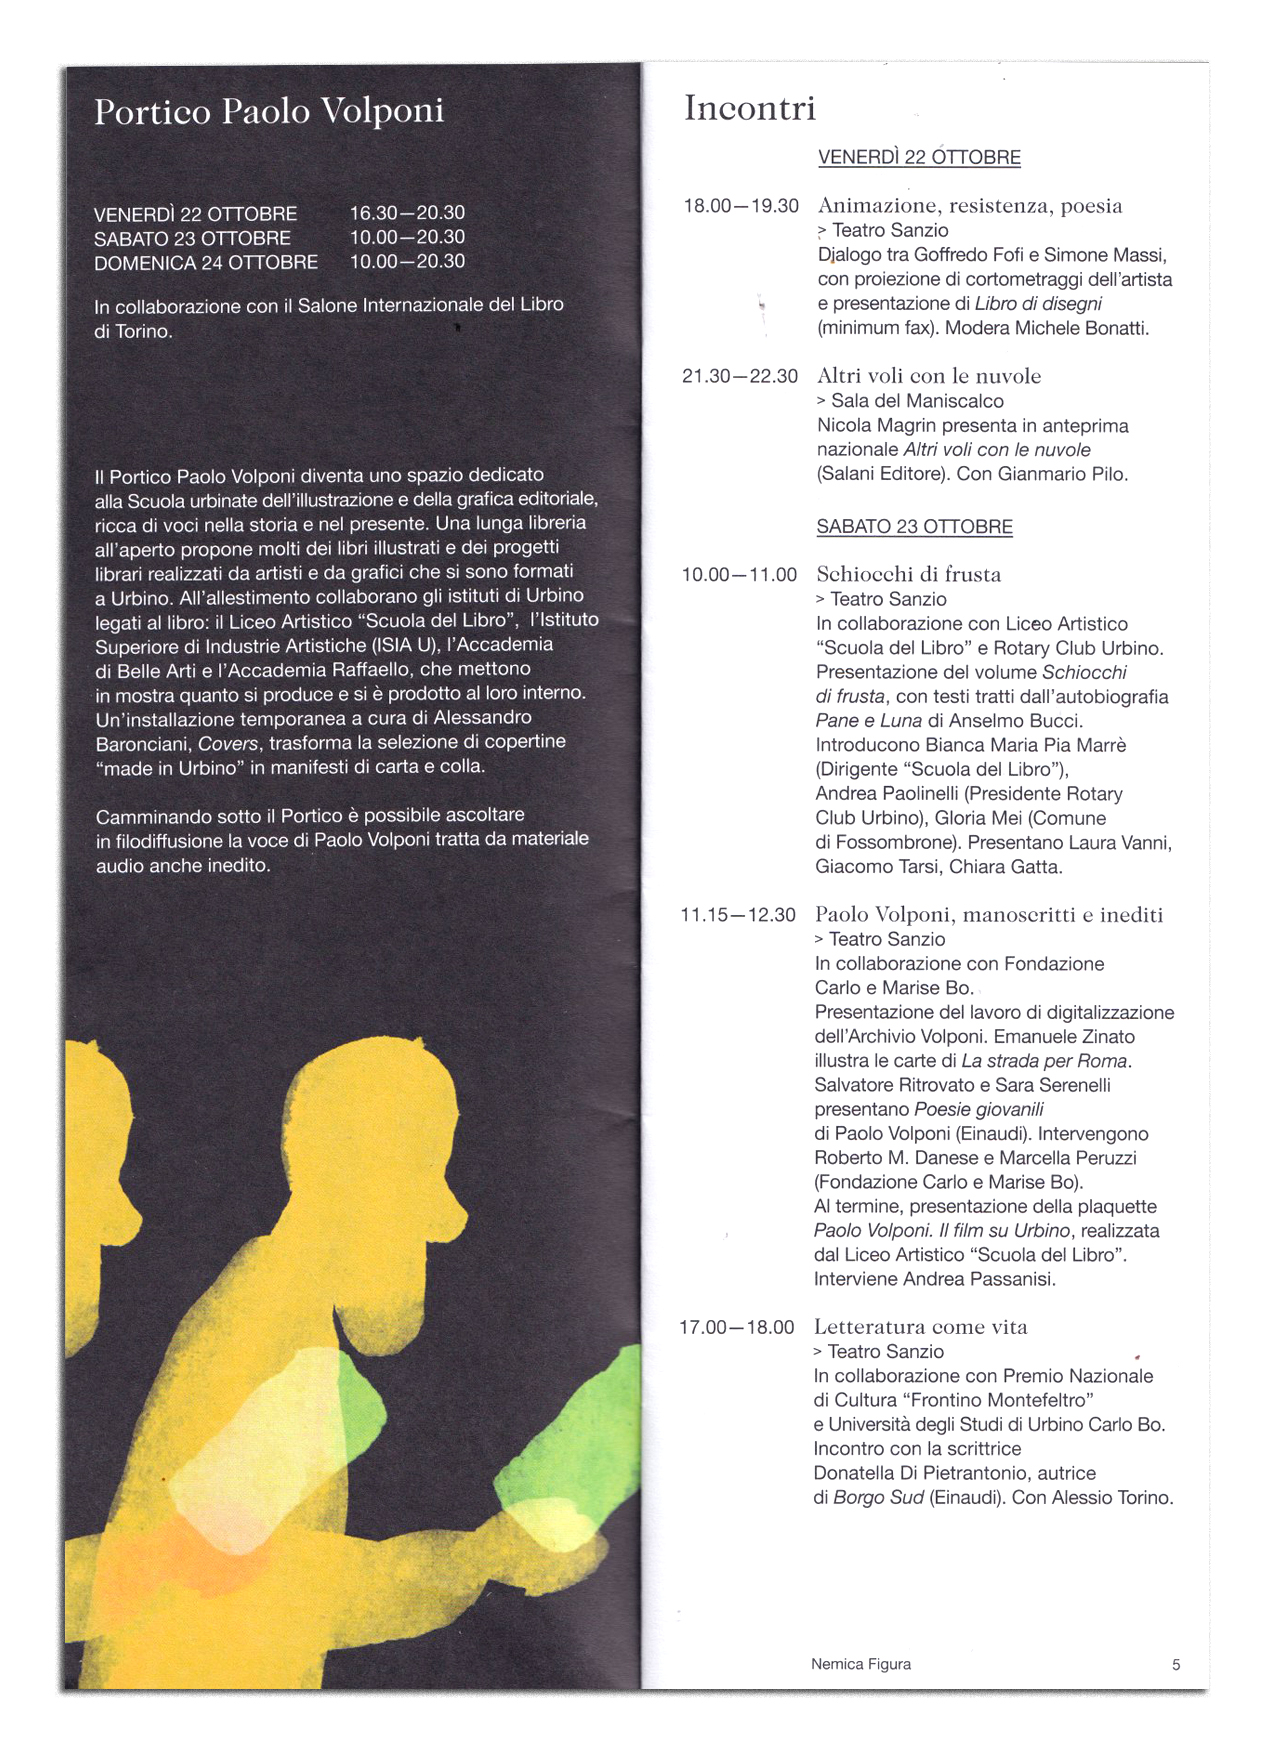 Portico Paolo Volponi
VENERDÌ 22 OTTOBRE 16.30—20.30
SABATO 23 OTTOBRE 10.00—20.30
DOMENICA 24 OTTOBRE 10.00—20.30
In collaborazione con il Salone Internazionale del Libro
di Torino.
Il Portico Paolo Volponi diventa uno spazio dedicato
alla Scuola urbinate dell'illustrazione e della grafica editoriale,
ricca di voci nella storia e nel presente. Una lunga libreria
all'aperto propone molti dei libri illustrati e dei progetti
librari realizzati da artisti e da grafici che si sono formati
a Urbino. All'allestimento collaborano gli istituti di Urbino
legati al libro: il Liceo Artistico “Scuola del Libro”, l'Istituto
Superiore di Industrie Artistiche (ISIA U), l'Accademia
di Belle Arti e l'Accademia Raffaello, che mettono
in mostra quanto si produce e si è prodotto al loro interno.
Un'installazione temporanea a cura di Alessandro
Baronciani, Covers, trasforma la selezione di copertine
“made in Urbino” in manifesti di carta e colla.
Camminando sotto il Portico è possibile ascoltare
in filodiffusione la voce di Paolo Volponi tratta da materiale
audio anche inedito.
Incontri
VENERDÌ 22 OTTOBRE
18.00—19.30 Animazione, resistenza, poesia
> Teatro Sanzio
Dialogo tra Goffredo Fofi e Simone Massi,
con proiezione di cortometraggi dell'artista
e presentazione di Libro di disegni
(minimum fax). Modera Michele Bonatti.
21.30—22.30 Altri voli con le nuvole
> Sala del Maniscalco
Nicola Magrin presenta in anteprima
nazionale Altri voli con le nuvole
(Salani Editore). Con Gianmario Pilo.
SABATO 23 OTTOBRE
10.00—11.00 Schiocchi di frusta
> Teatro Sanzio
In collaborazione con Liceo Artistico
“Scuola del Libro” e Rotary Club Urbino.
Presentazione del volume Schiocchi
di frusta, con testi tratti dall'autobiografia
Pane e Luna di Anselmo Bucci.
Introducono Bianca Maria Pia Marrè
(Dirigente “Scuola del Libro”),
Andrea Paolinelli (Presidente Rotary
Club Urbino), Gloria Mei (Comune
di Fossombrone). Presentano Laura Vanni,
Giacomo Tarsi, Chiara Gatta.
11.15—12.30 Paolo Volponi, manoscritti e inediti
> Teatro Sanzio
In collaborazione con Fondazione
Carlo e Marise Bo.
Presentazione del lavoro di digitalizzazione
dell'Archivio Volponi. Emanuele Zinato
illustra le carte di La strada per Roma.
Salvatore Ritrovato e Sara Serenelli
presentano Poesie giovanili
di Paolo Volponi (Einaudi). Intervengono
Roberto M. Danese e Marcella Peruzzi
(Fondazione Carlo e Marise Bo).
Al termine, presentazione della plaquette
Paolo Volponi. Il film su Urbino, realizzata
dal Liceo Artistico “Scuola del Libro”.
Interviene Andrea Passanisi.
17.00—18.00 Letteratura come vita
> Teatro Sanzio
In collaborazione con Premio Nazionale
di Cultura “Frontino Montefeltro”
e Università degli Studi di Urbino Carlo Bo.
Incontro con la scrittrice
Donatella Di Pietrantonio, autrice
di Borgo Sud (Einaudi). Con Alessio Torino.
Nemica Figura 5